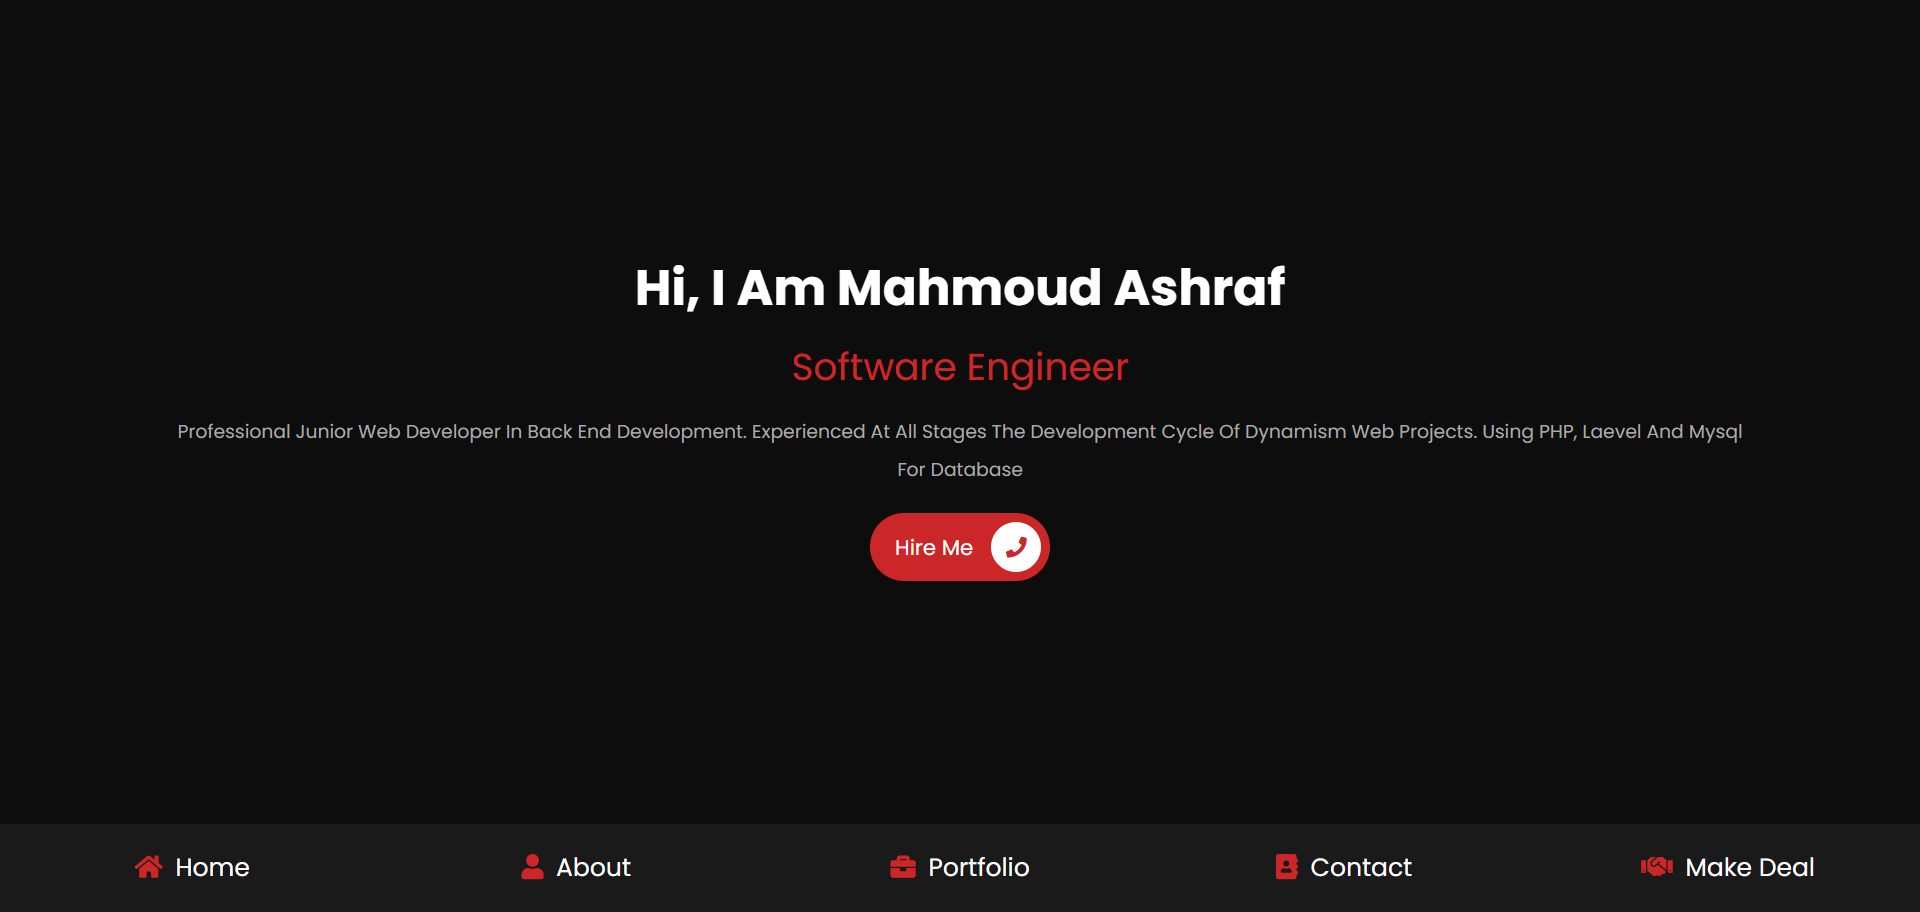 Hi, I Am Mahmoud Ashraf
Software Engineer
Professional Junior Web Developer In Back End Development. Experienced At All Stages The Development Cycle Of Dynamism Web Projects. Using PHP, Laevel And Mysql
For Database
Hire Me
Home
About
Portfolio
Contact
Make Deal